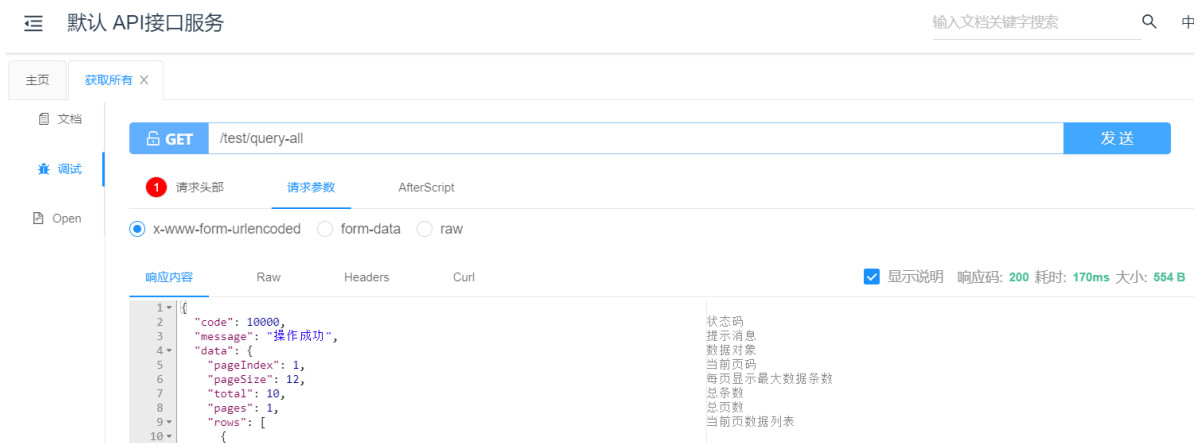 默认 API接口服务 输入文档关键字搜索 中
主页 获取所有
文档
GET /test/query-all 发送
调试
1 请求头部 请求参数 AfterScript
Open
x-www-form-urlencoded form-data raw
响应内容 Raw Headers Curl 显示说明 响应码: 200 耗时: 170ms 大小: 554 B
1 {
2 "code": 10000, 状态码
3 "message": "操作成功", 提示消息
4 "data": { 数据对象
5 "pageIndex": 1, 当前页码
6 "pageSize": 12, 每页显示最大数据条数
7 "total": 10, 总条数
8 "pages": 1, 总页数
9 "rows": [ 当前页数据列表
10 {